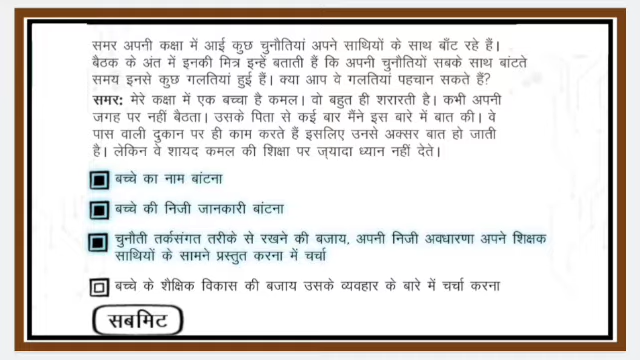 समर अपनी कक्षा में आई कुछ चुनौतियां अपने साथियों के साथ बाँट रहे हैं।
बैठक के अंत में इनकी मित्र इन्हें बताती हैं कि अपनी चुनौतियों सबके साथ बांटते
समय इनसे कुछ गलतियां हुई हैं। क्या आप वे गलतियां पहचान सकते हैं?
समर: मेरे कक्षा में एक बच्चा है कमल। वो बहुत ही शरारती है। कभी अपनी
जगह पर नहीं बैठता। उसके पिता से कई बार मैंने इस बारे में बात की। वे
पास वाली दुकान पर ही काम करते हैं इसलिए उनसे अक्सर बात हो जाती
है। लेकिन वे शायद कमल की शिक्षा पर ज्यादा ध्यान नहीं देते।
बच्चे का नाम बांटना
बच्चे की निजी जानकारी बांटना
चुनौती तर्कसंगत तरीके से रखने की बजाय, अपनी निजी अवधारणा अपने शिक्षक
साथियों के सामने प्रस्तुत करना में चर्चा
बच्चे के शैक्षिक विकास की बजाय उसके व्यवहार के बारे में चर्चा करना
सबमिट